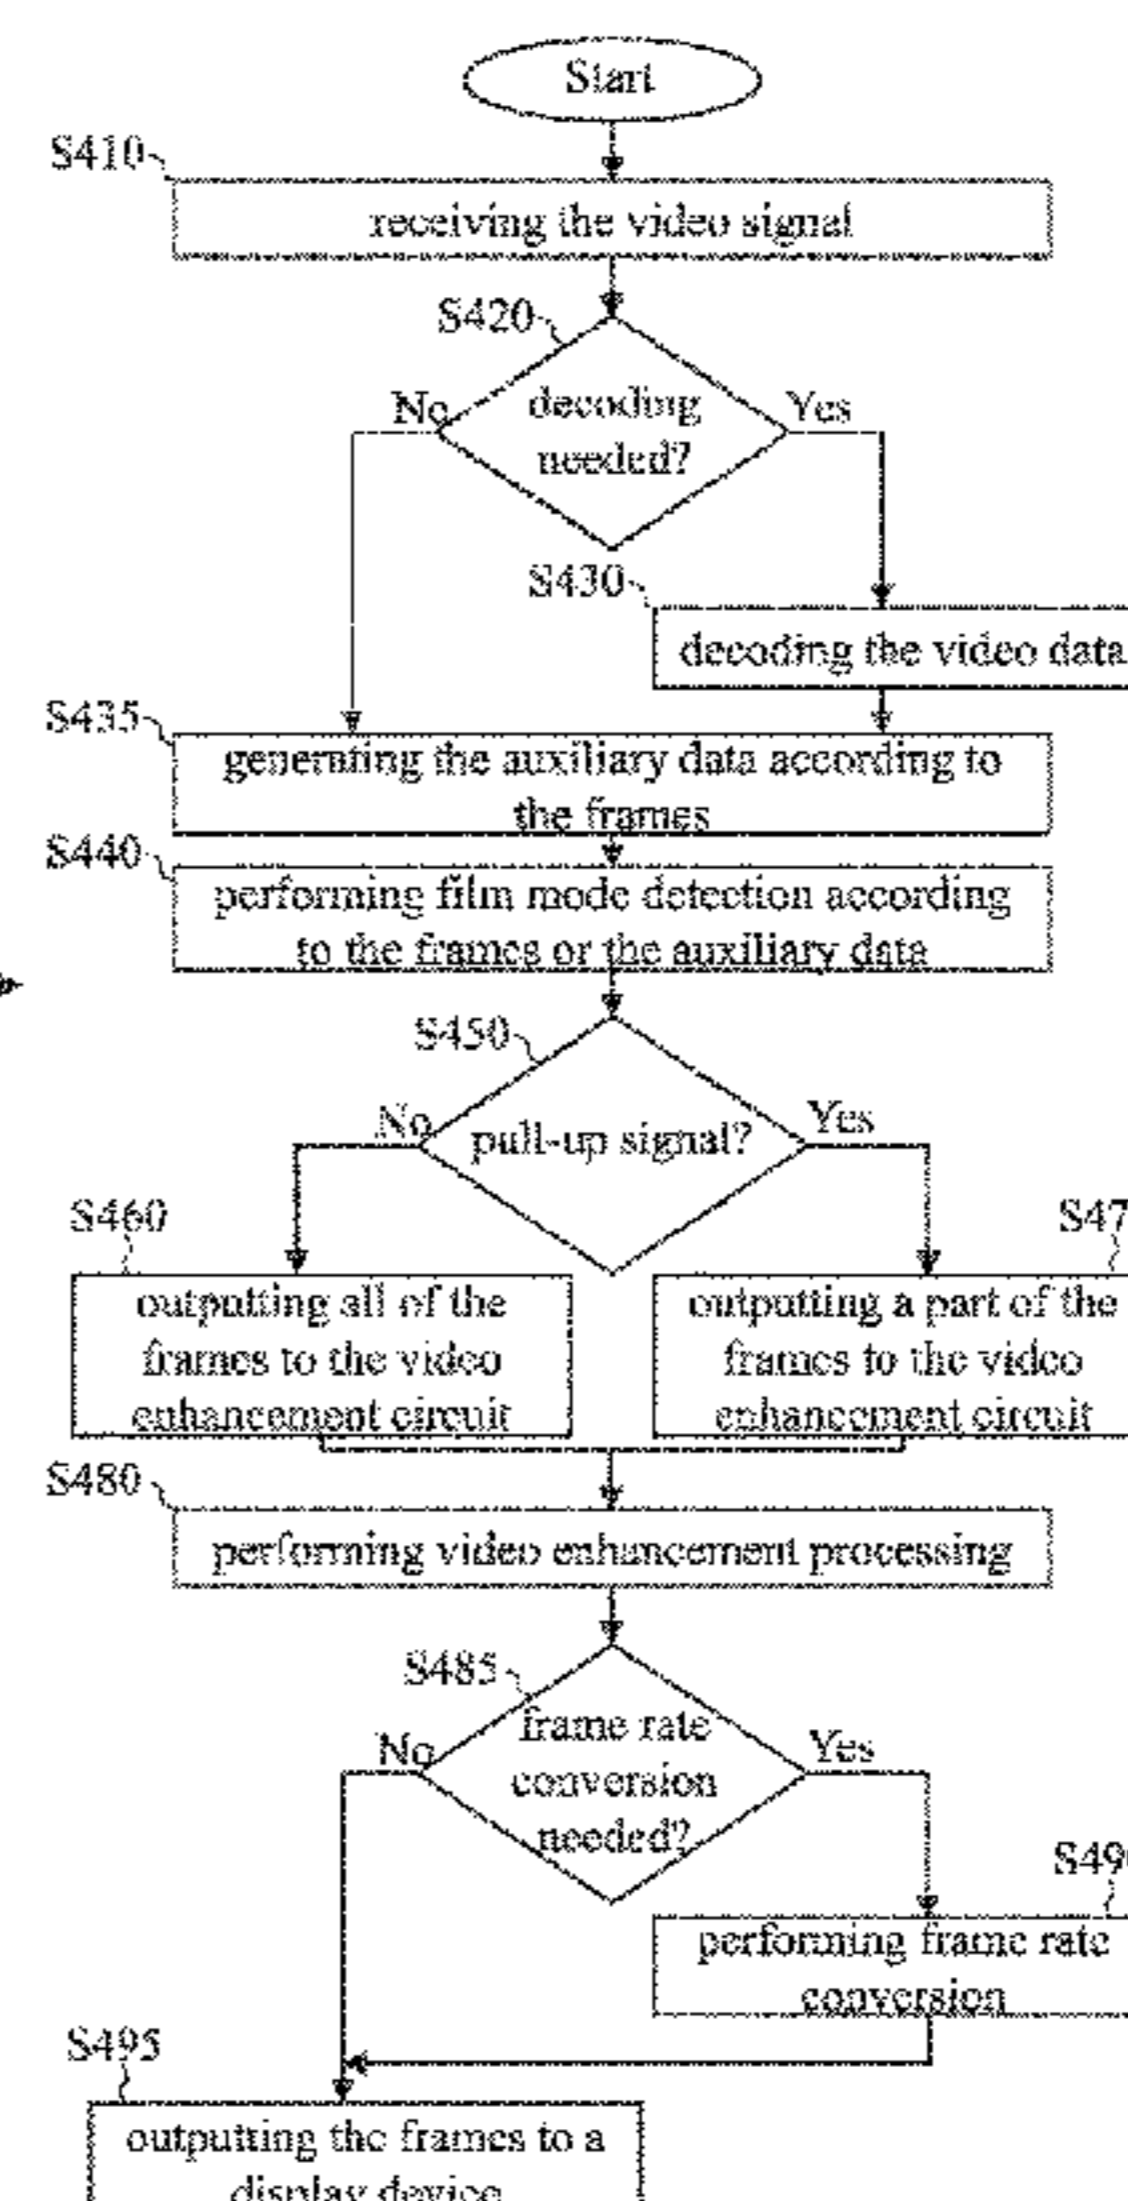 Start
S410
receiving the video signal
S420
No
decoding
needed?
Yes
S430
decoding the video data
S435
generating the auxiliary data according to
the frames
S440
performing film mode detection according
to the frames or the auxiliary data
S450
No
pull-up signal?
Yes
S460
S47
outputting all of the
frames to the video
enhancement circuit
outputting a part of the
frames to the video
enhancement circuit
S480
performing video enhancement processing
S485
No
frame rate
conversion
needed?
Yes
S490
performing frame rate
conversion
S495
outputting the frames to a
display device